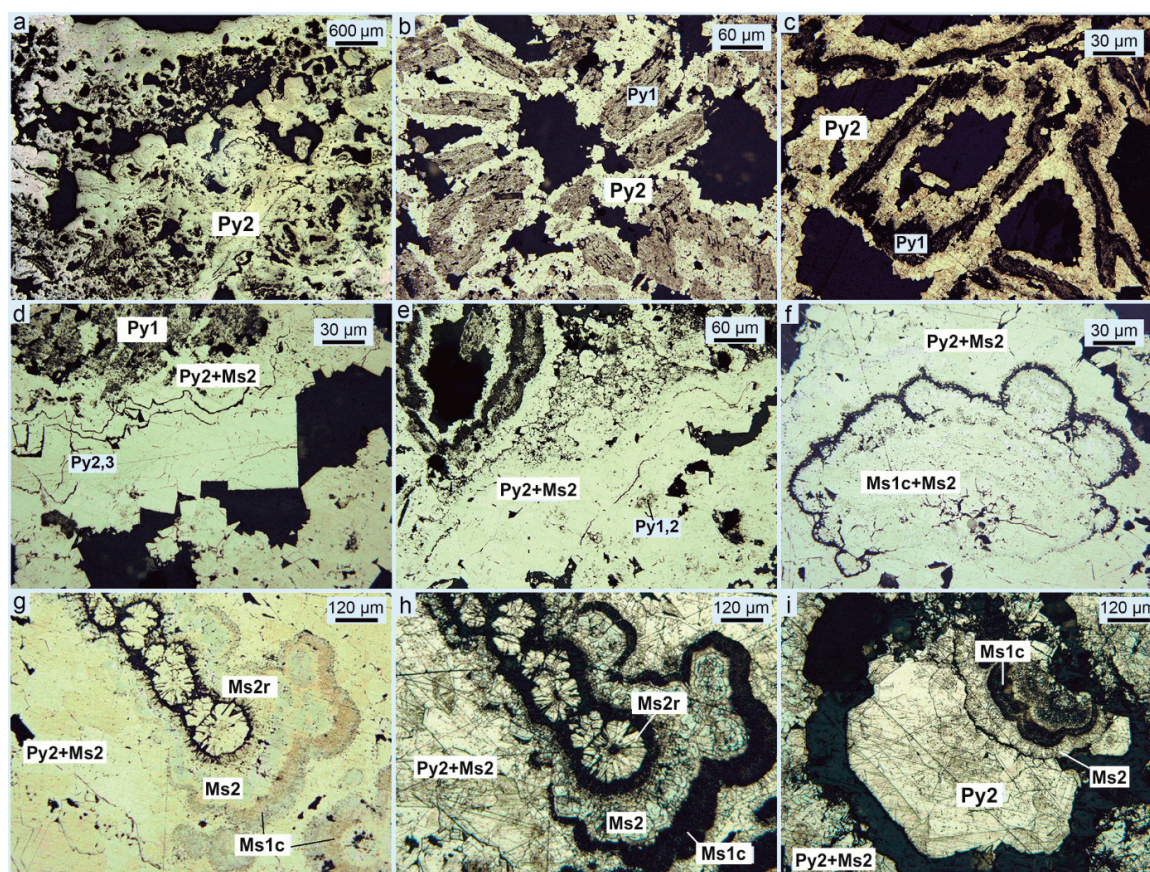 a
600 µm
Py2
b
60 µm
Py1
Py2
c
30 µm
Py2
Py1
d
30 µm
Py1
Py2+Ms2
Py2,3
e
60 µm
Py2+Ms2
Py1,2
f
30 µm
Py2+Ms2
Ms1c+Ms2
g
120 µm
Ms2r
Py2+Ms2
Ms2
Ms1c
h
120 µm
Ms2r
Py2+Ms2
Ms2
Ms1c
i
120 µm
Ms1c
Ms2
Py2
Py2+Ms2